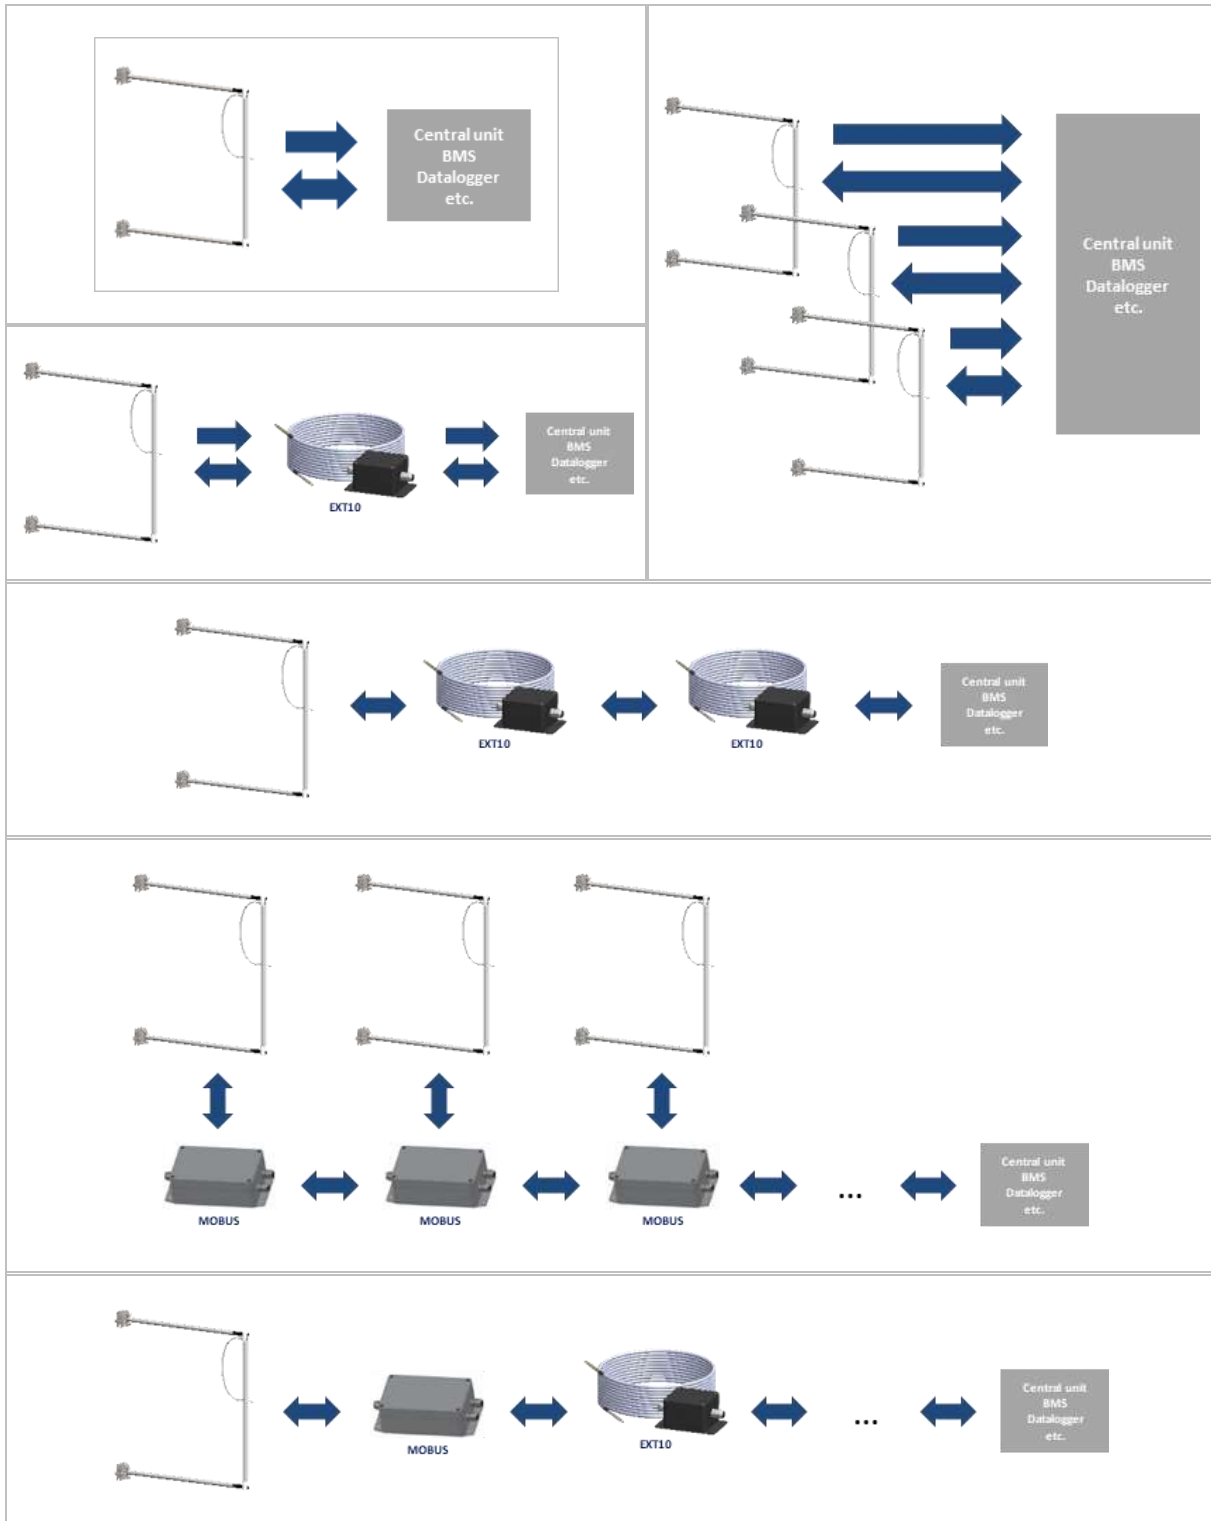 Central unit
BMS
Datalogger
etc.
Central unit
BMS
Datalogger
etc.
EXT10
Central unit
BMS
Datalogger
etc.
EXT10
EXT10
Central unit
BMS
Datalogger
etc.
MOBUS
MOBUS
MOBUS
...
Central unit
BMS
Datalogger
etc.
MOBUS
EXT10
...
Central unit
BMS
Datalogger
etc.